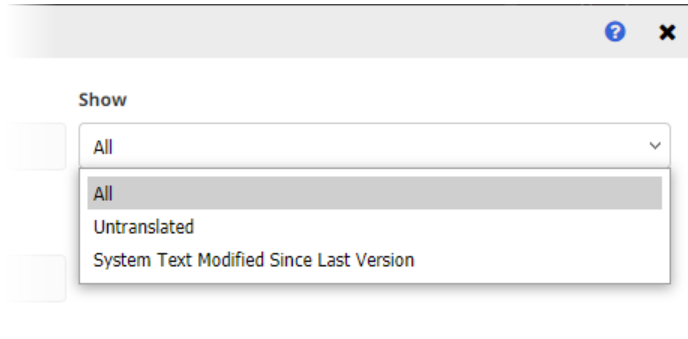 Show
All
All
Untranslated
System Text Modified Since Last Version